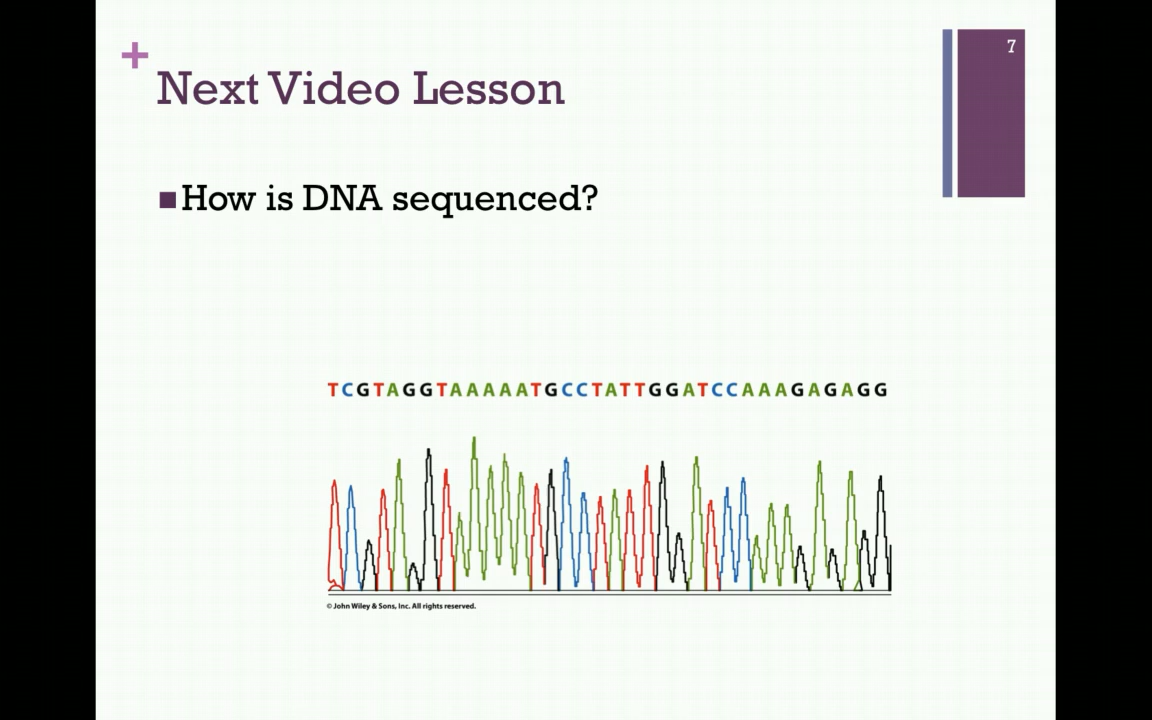 7
Next Video Lesson
How is DNA sequenced?
TCGTAGGTAAAAATGCCTATTGGATCCAAAGAGAGG
© John Wiley & Sons, Inc. All rights reserved.